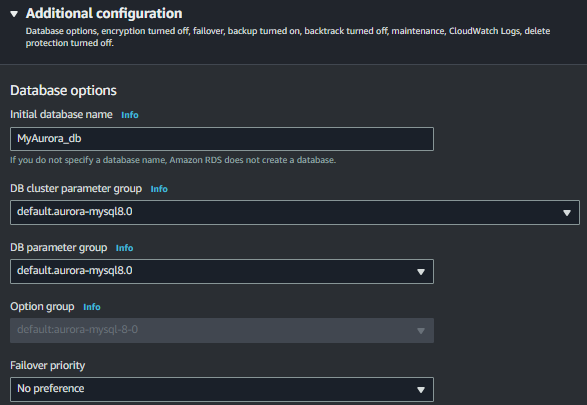 Additional configuration
Database options, encryption turned off, failover, backup turned on, backtrack turned off, maintenance, CloudWatch Logs, delete
protection turned off.
Database options
Initial database name Info
MyAurora_db
If you do not specify a database name, Amazon RDS does not create a database.
DB cluster parameter group Info
default.aurora-mysql8.0
DB parameter group Info
default.aurora-mysql8.0
Option group Info
default:aurora-mysql-8-0
Failover priority
No preference